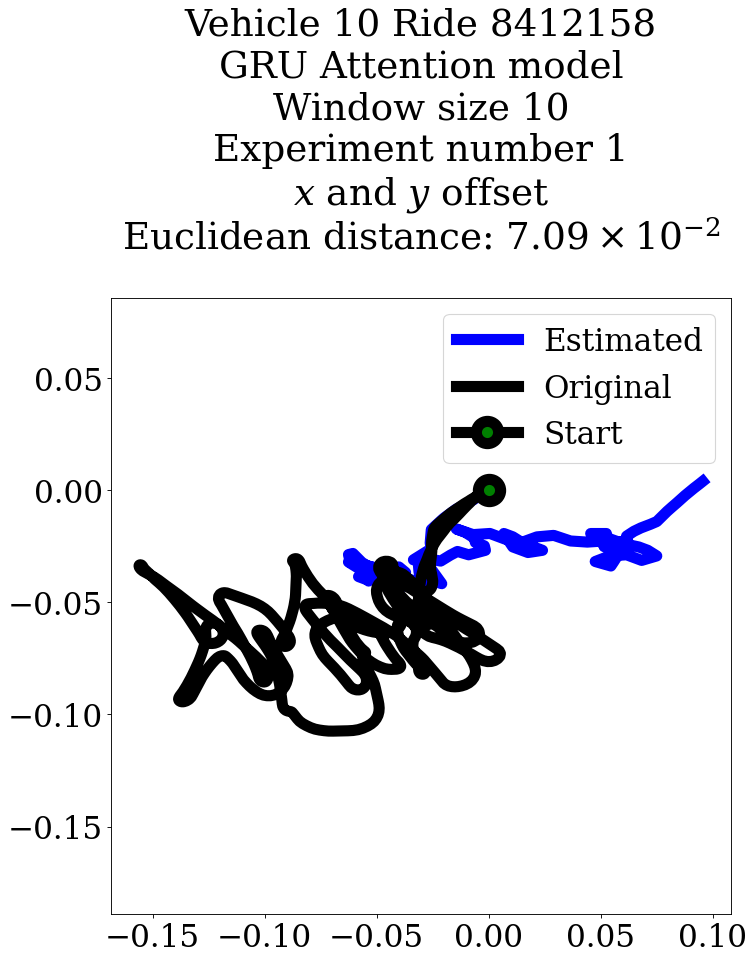 Vehicle 10 Ride 8412158
GRU Attention model
Window size 10
Experiment number 1
x and y offset
Euclidean distance: 7.09 × 10⁻²
Estimated
Original
Start
0.05
0.00
−0.05
−0.10
−0.15
−0.15 −0.10 −0.05 0.00 0.05 0.10